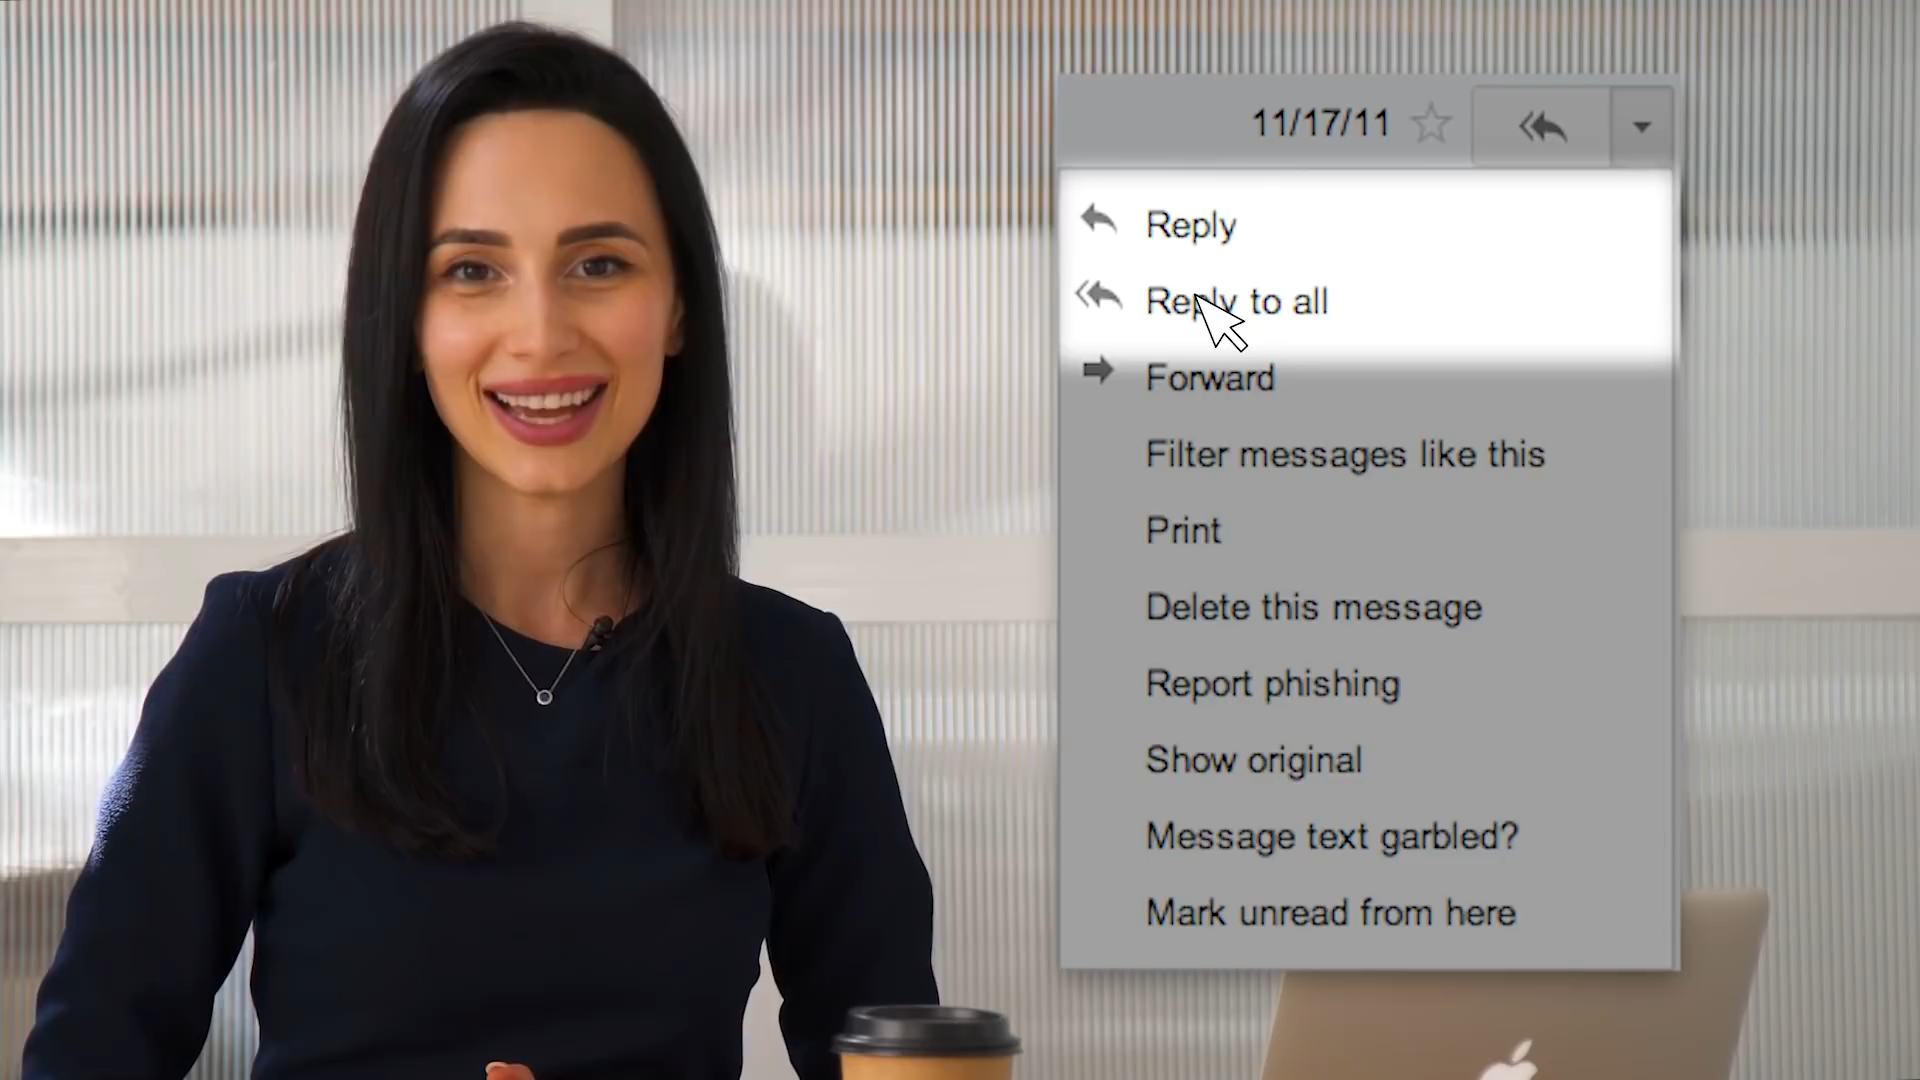 11/17/11
Reply
Reply to all
Forward
Filter messages like this
Print
Delete this message
Report phishing
Show original
Message text garbled?
Mark unread from here